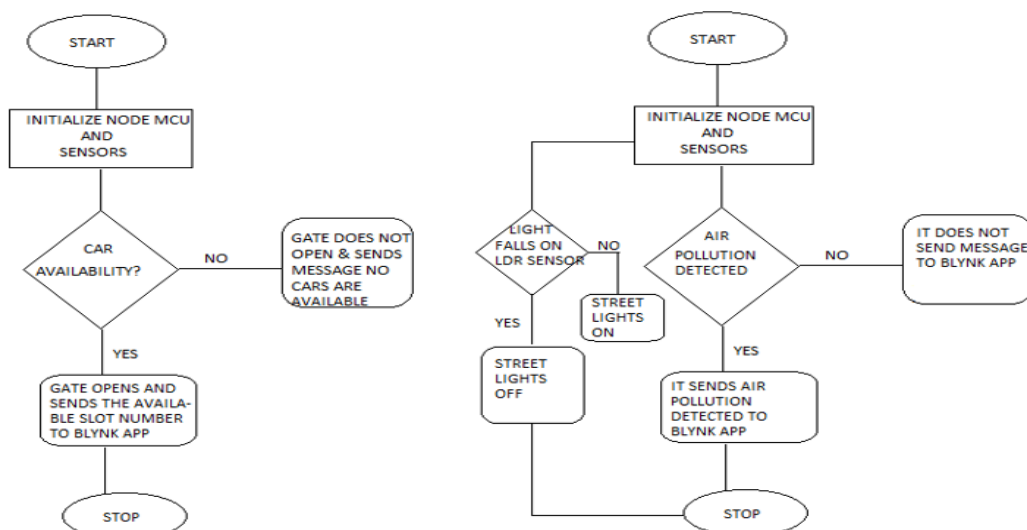 START
INITIALIZE NODE MCU
AND
SENSORS
CAR
AVAILABILITY?
NO
GATE DOES NOT
OPEN & SENDS
MESSAGE NO
CARS ARE
AVAILABLE
YES
GATE OPENS AND
SENDS THE AVAILA-
BLE SLOT NUMBER
TO BLYNK APP
STOP
START
INITIALIZE NODE MCU
AND
SENSORS
LIGHT
FALLS ON
LDR SENSOR
NO
STREET
LIGHTS
ON
YES
STREET
LIGHTS
OFF
AIR
POLLUTION
DETECTED
NO
IT DOES NOT
SEND MESSAGE
TO BLYNK APP
YES
IT SENDS AIR
POLLUTION
DETECTED TO
BLYNK APP
STOP